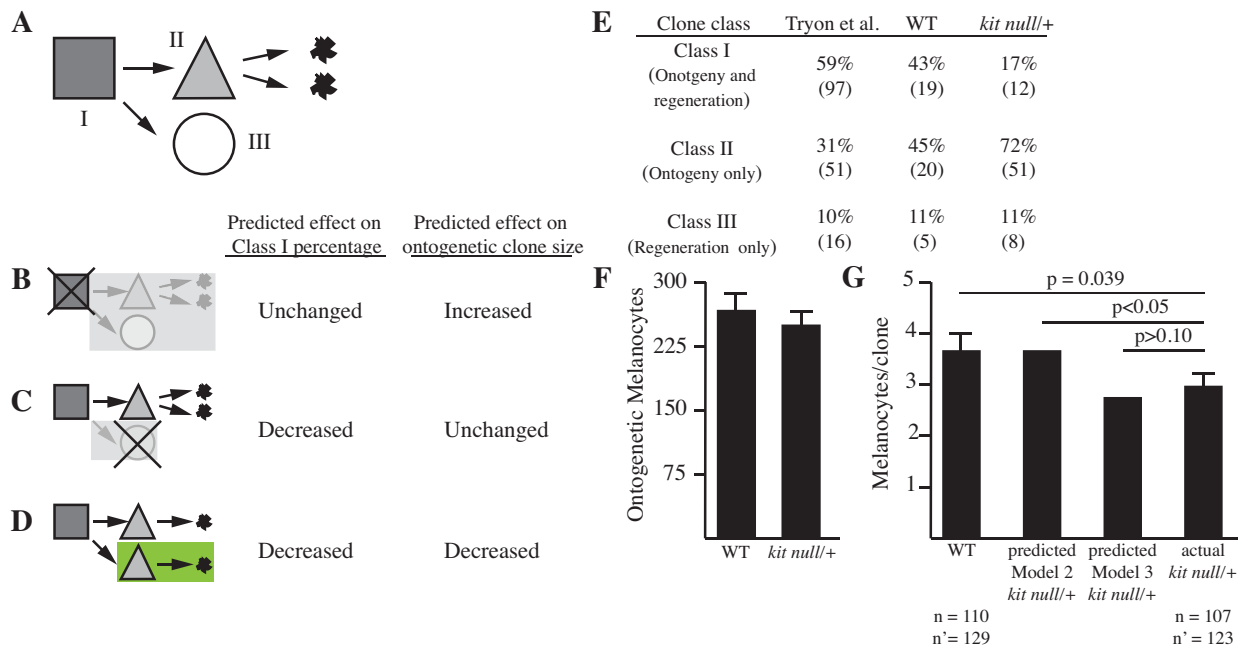 A
I
II
III
Predicted effect on
Class I percentage
Predicted effect on
ontogenetic clone size
B
Unchanged
Increased
C
Decreased
Unchanged
D
Decreased
Decreased
E
Clone class
Tryon et al.
WT
kit null/+
Class I
(Onotgeny and
regeneration)
59%
(97)
43%
(19)
17%
(12)
Class II
(Ontogeny only)
31%
(51)
45%
(20)
72%
(51)
Class III
(Regeneration only)
10%
(16)
11%
(5)
11%
(8)
F
Ontogenetic Melanocytes
300
225
150
75
WT
kit null/+
G
Melanocytes/clone
5
4
3
2
1
p = 0.039
p<0.05
p>0.10
WT
predicted
Model 2
kit null/+
predicted
Model 3
kit null/+
actual
kit null/+
n = 110
n' = 129
n = 107
n' = 123